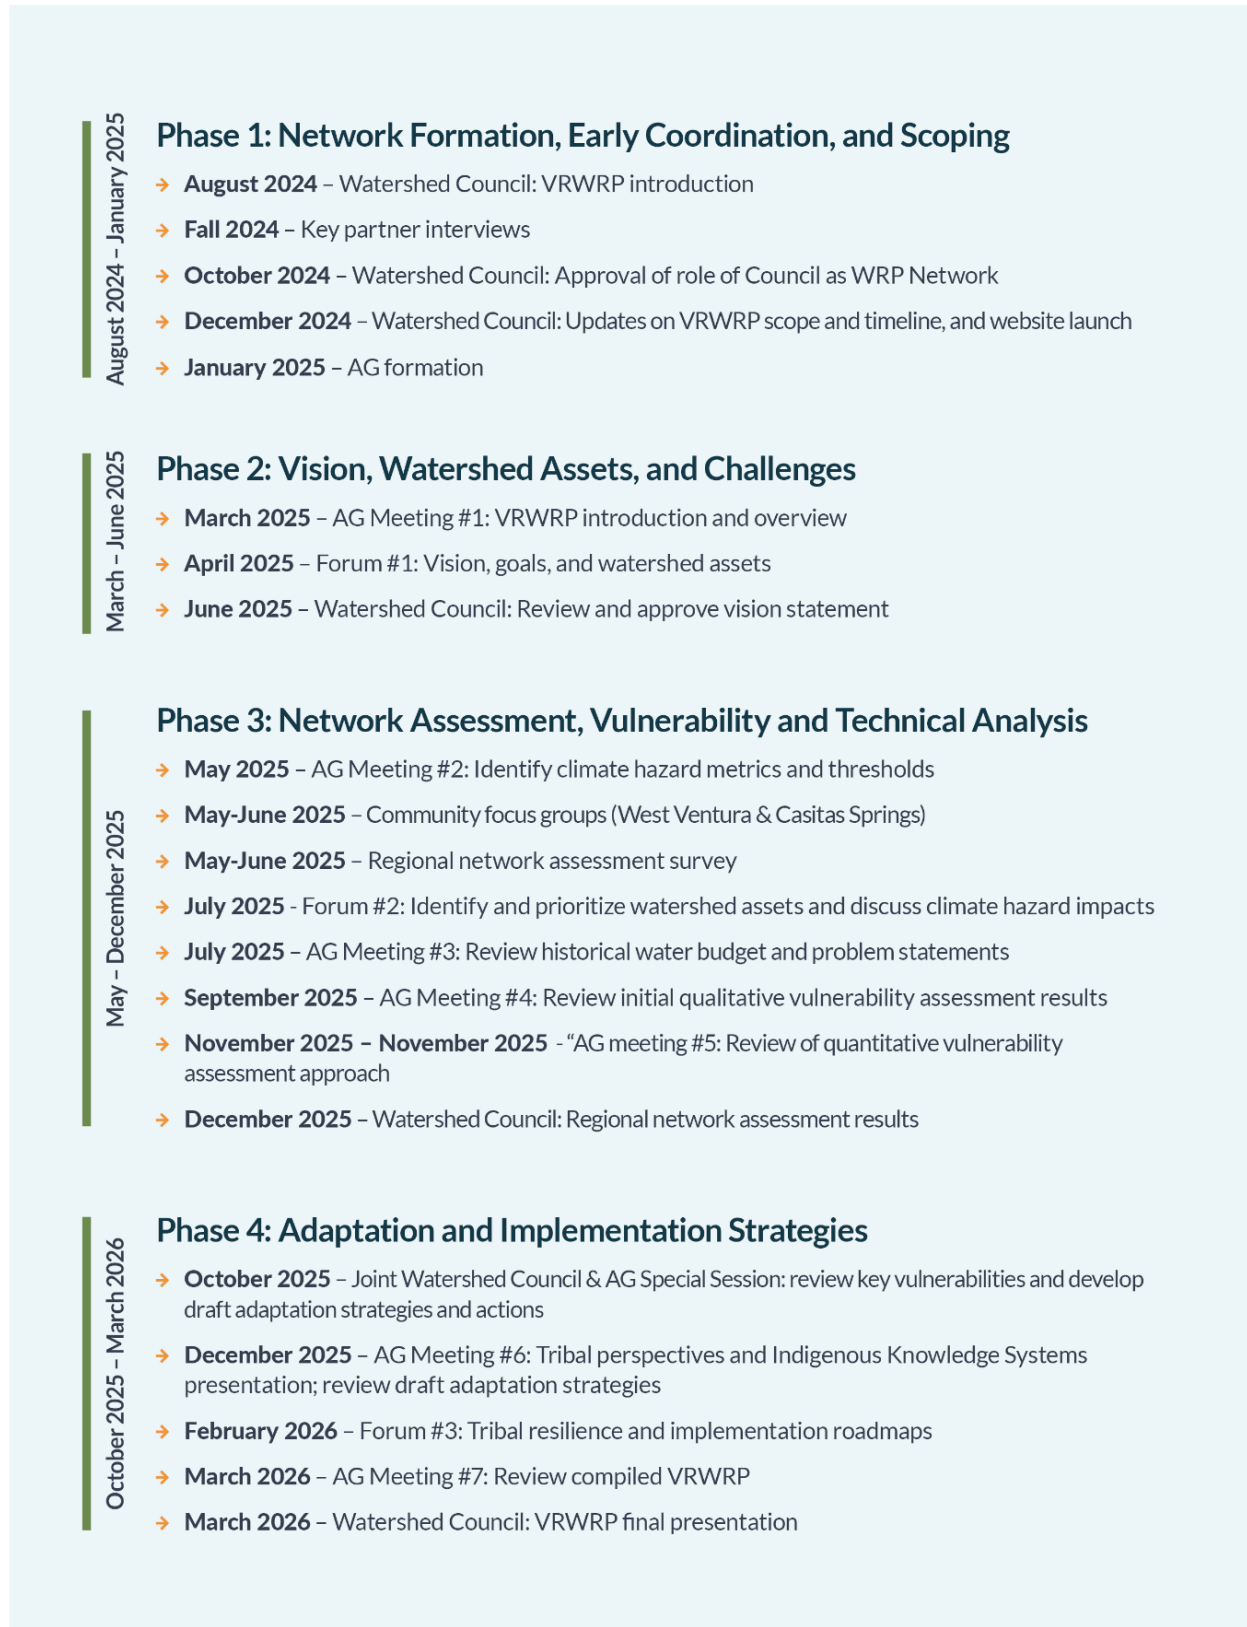 August 2024 – January 2025
Phase 1: Network Formation, Early Coordination, and Scoping
→ August 2024 – Watershed Council: VRWRP introduction
→ Fall 2024 – Key partner interviews
→ October 2024 – Watershed Council: Approval of role of Council as WRP Network
→ December 2024 – Watershed Council: Updates on VRWRP scope and timeline, and website launch
→ January 2025 – AG formation
March – June 2025
Phase 2: Vision, Watershed Assets, and Challenges
→ March 2025 – AG Meeting #1: VRWRP introduction and overview
→ April 2025 – Forum #1: Vision, goals, and watershed assets
→ June 2025 – Watershed Council: Review and approve vision statement
May – December 2025
Phase 3: Network Assessment, Vulnerability and Technical Analysis
→ May 2025 – AG Meeting #2: Identify climate hazard metrics and thresholds
→ May-June 2025 – Community focus groups (West Ventura & Casitas Springs)
→ May-June 2025 – Regional network assessment survey
→ July 2025 - Forum #2: Identify and prioritize watershed assets and discuss climate hazard impacts
→ July 2025 – AG Meeting #3: Review historical water budget and problem statements
→ September 2025 – AG Meeting #4: Review initial qualitative vulnerability assessment results
→ November 2025 – November 2025 - “AG meeting #5: Review of quantitative vulnerability
assessment approach
→ December 2025 – Watershed Council: Regional network assessment results
October 2025 – March 2026
Phase 4: Adaptation and Implementation Strategies
→ October 2025 – Joint Watershed Council & AG Special Session: review key vulnerabilities and develop
draft adaptation strategies and actions
→ December 2025 – AG Meeting #6: Tribal perspectives and Indigenous Knowledge Systems
presentation; review draft adaptation strategies
→ February 2026 – Forum #3: Tribal resilience and implementation roadmaps
→ March 2026 – AG Meeting #7: Review compiled VRWRP
→ March 2026 – Watershed Council: VRWRP final presentation